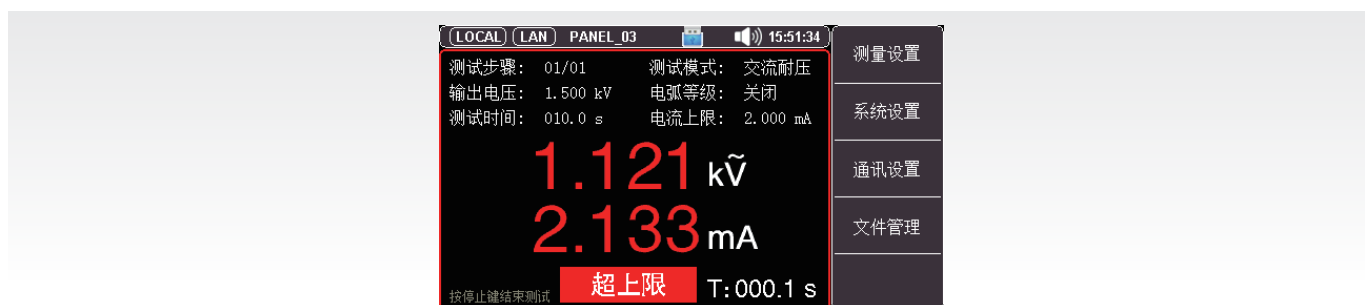 LOCAL LAN PANEL_03 15:51:34
测试步骤： 01/01 测试模式： 交流耐压
输出电压： 1.500 kV 电弧等级： 关闭
测试时间： 010.0 s 电流上限： 2.000 mA
1.121 kṼ
2.133 mA
超上限 T:000.1 s
按停止键结束测试
测量设置
系统设置
通讯设置
文件管理